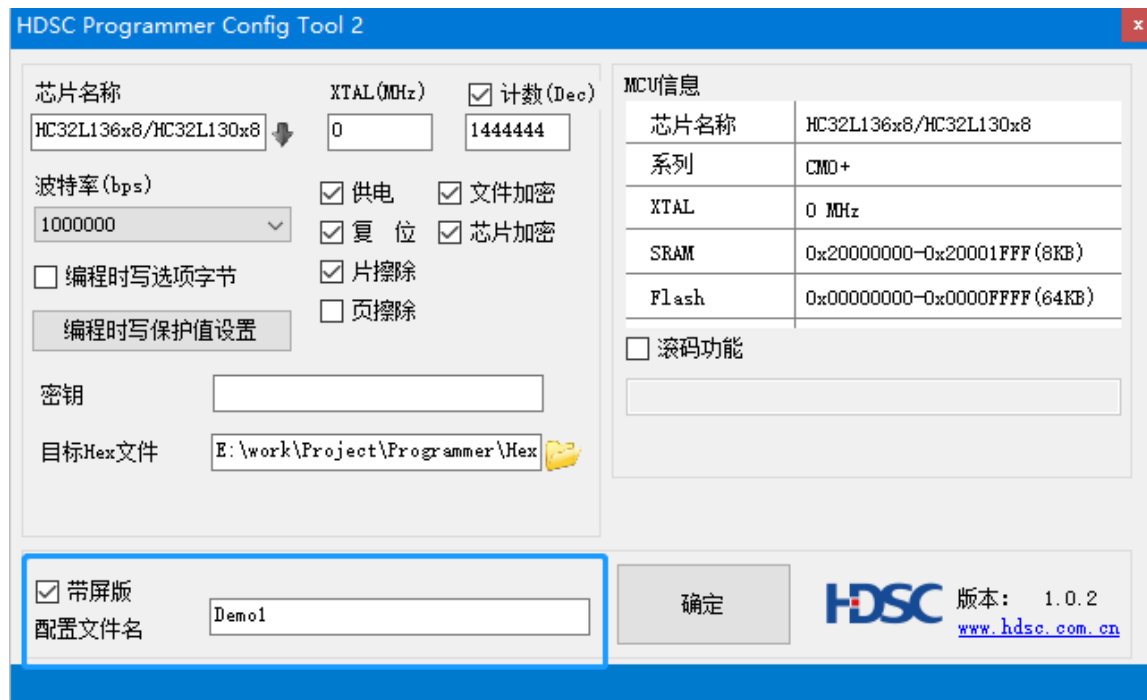 HDSC Programmer Config Tool 2
x
芯片名称
XTAL(MHz)
计数(Dec)
HC32L136x8/HC32L130x8
0
1444444
波特率(bps)
1000000
供电
文件加密
复 位
芯片加密
编程时写选项字节
片擦除
页擦除
编程时写保护值设置
密钥
目标Hex文件
E:\work\Project\Programmer\Hex
MCU信息
芯片名称 HC32L136x8/HC32L130x8
系列 CM0+
XTAL 0 MHz
SRAM 0x20000000-0x20001FFF(8KB)
Flash 0x00000000-0x0000FFFF(64KB)
滚码功能
带屏版
配置文件名
Demo1
确定
HDSC
版本: 1.0.2
www.hdsc.com.cn